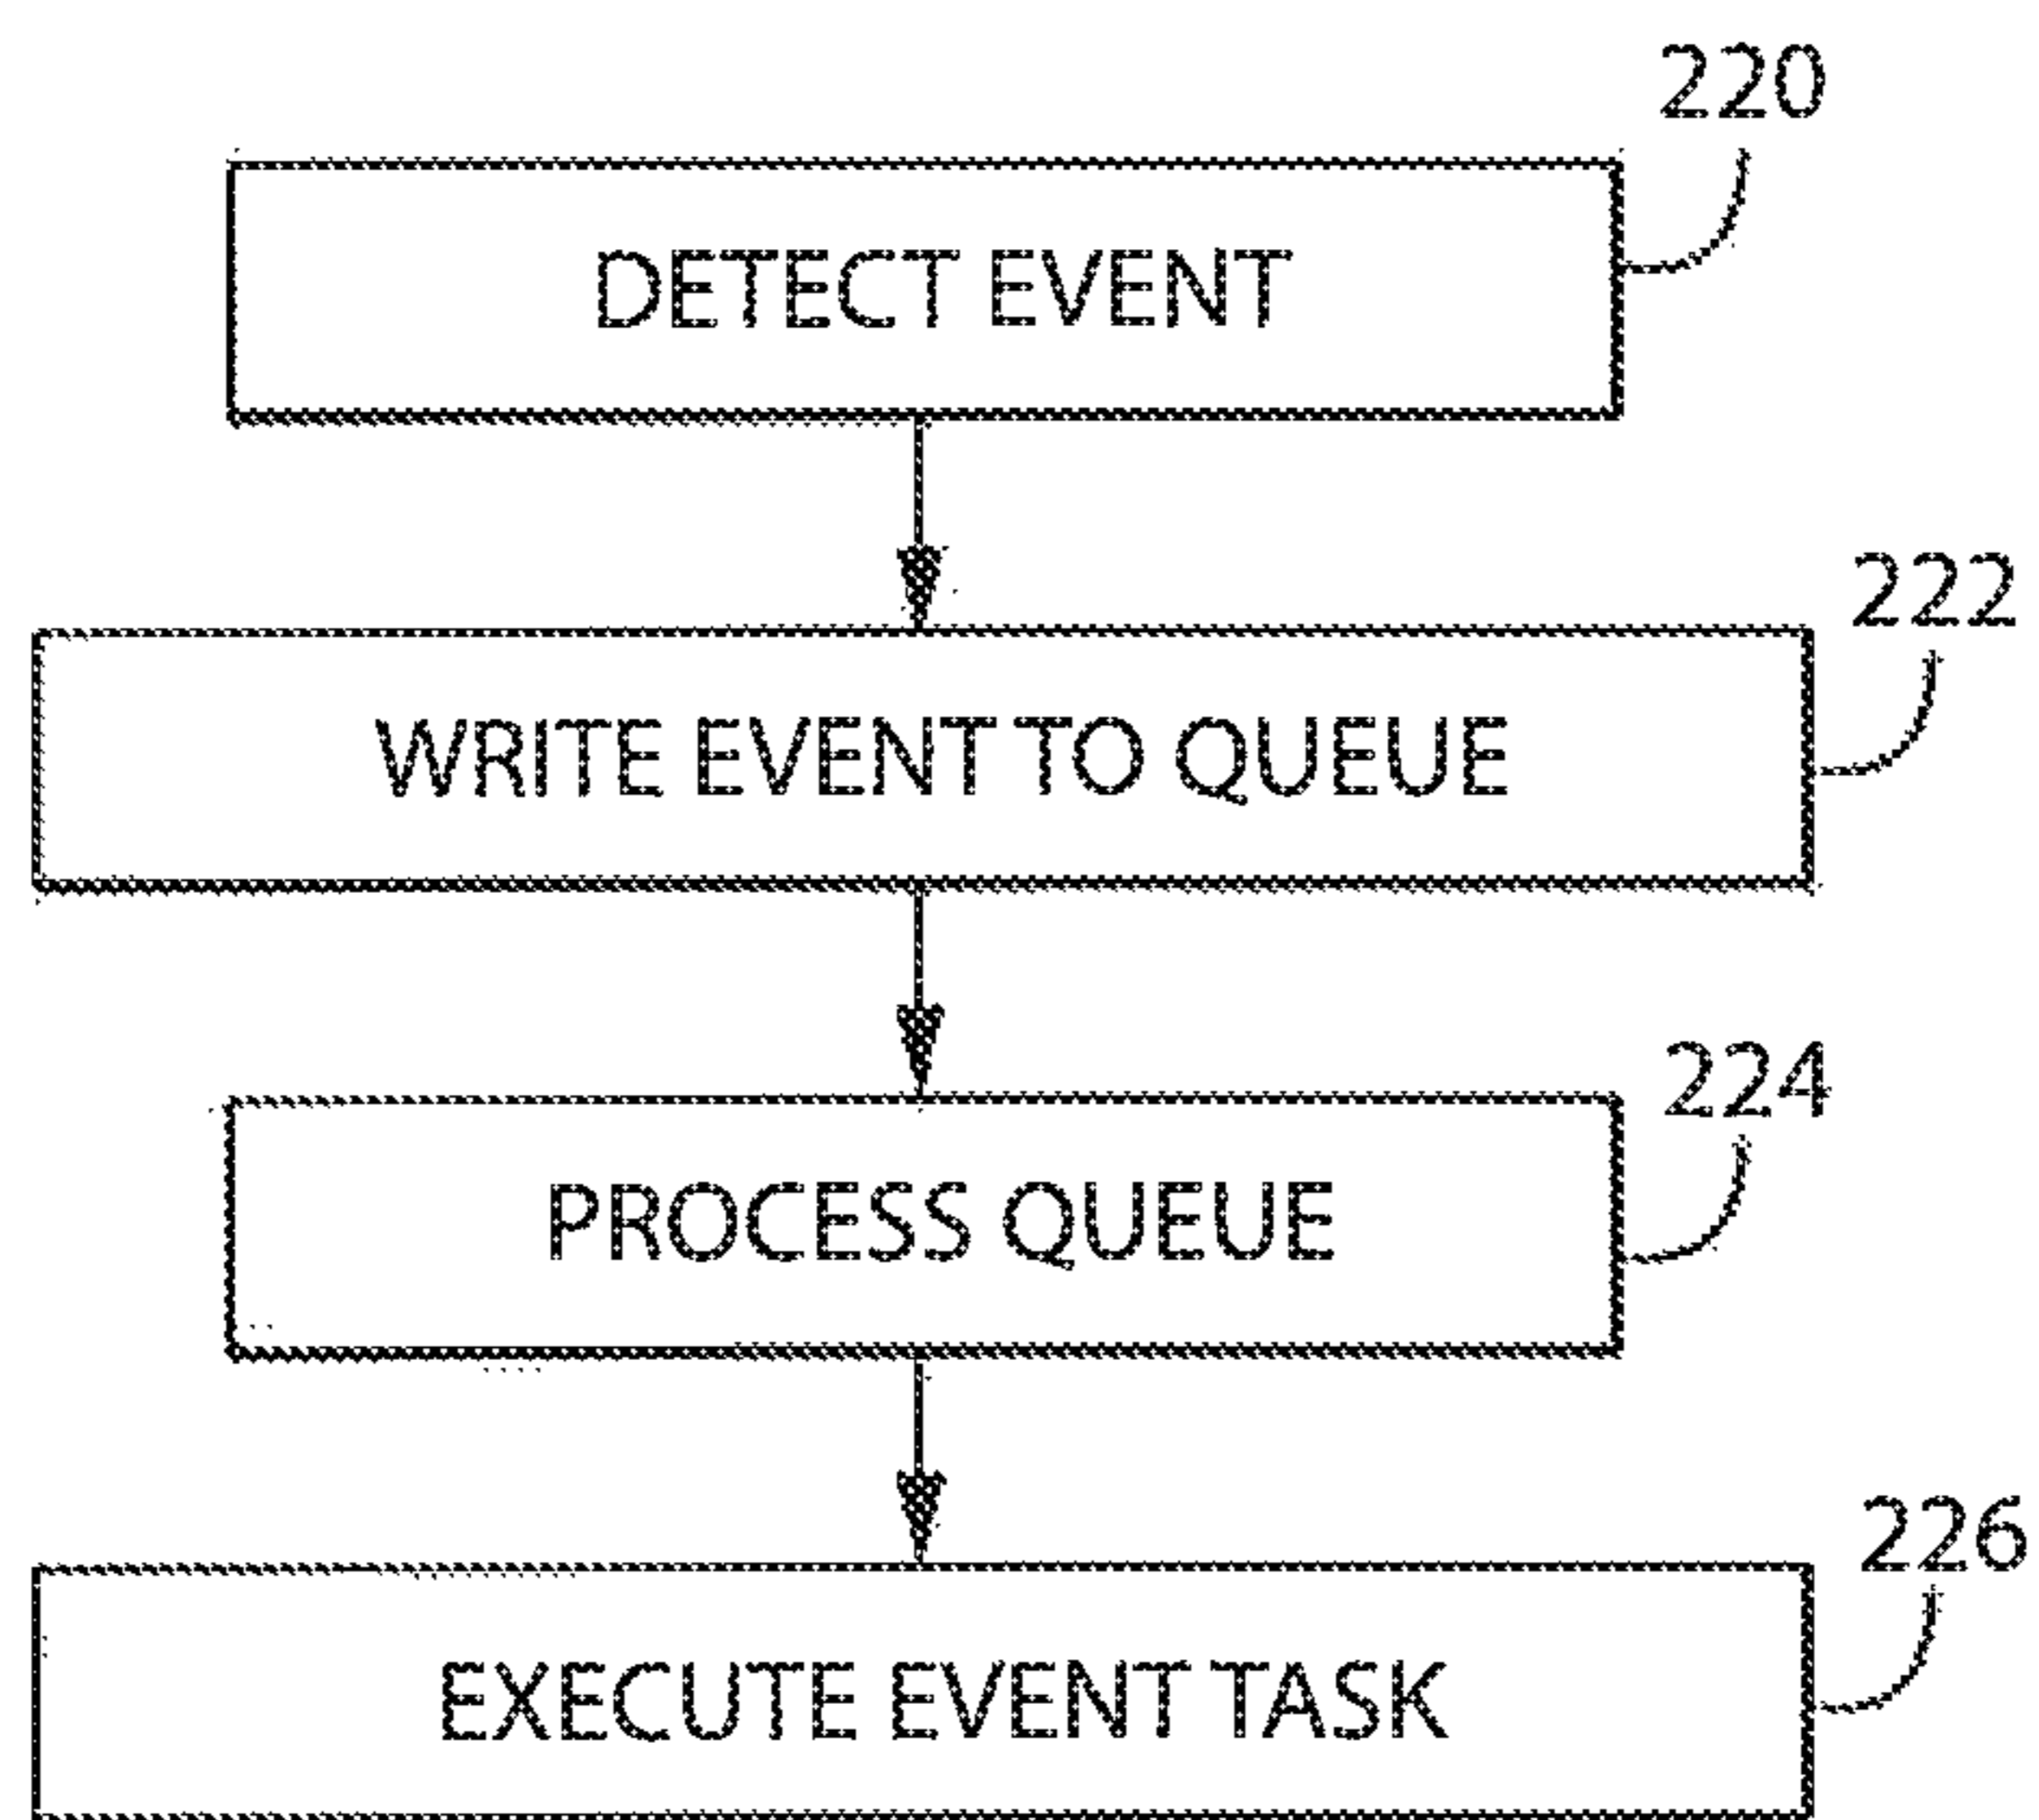 220
DETECT EVENT
222
WRITE EVENT TO QUEUE
224
PROCESS QUEUE
226
EXECUTE EVENT TASK